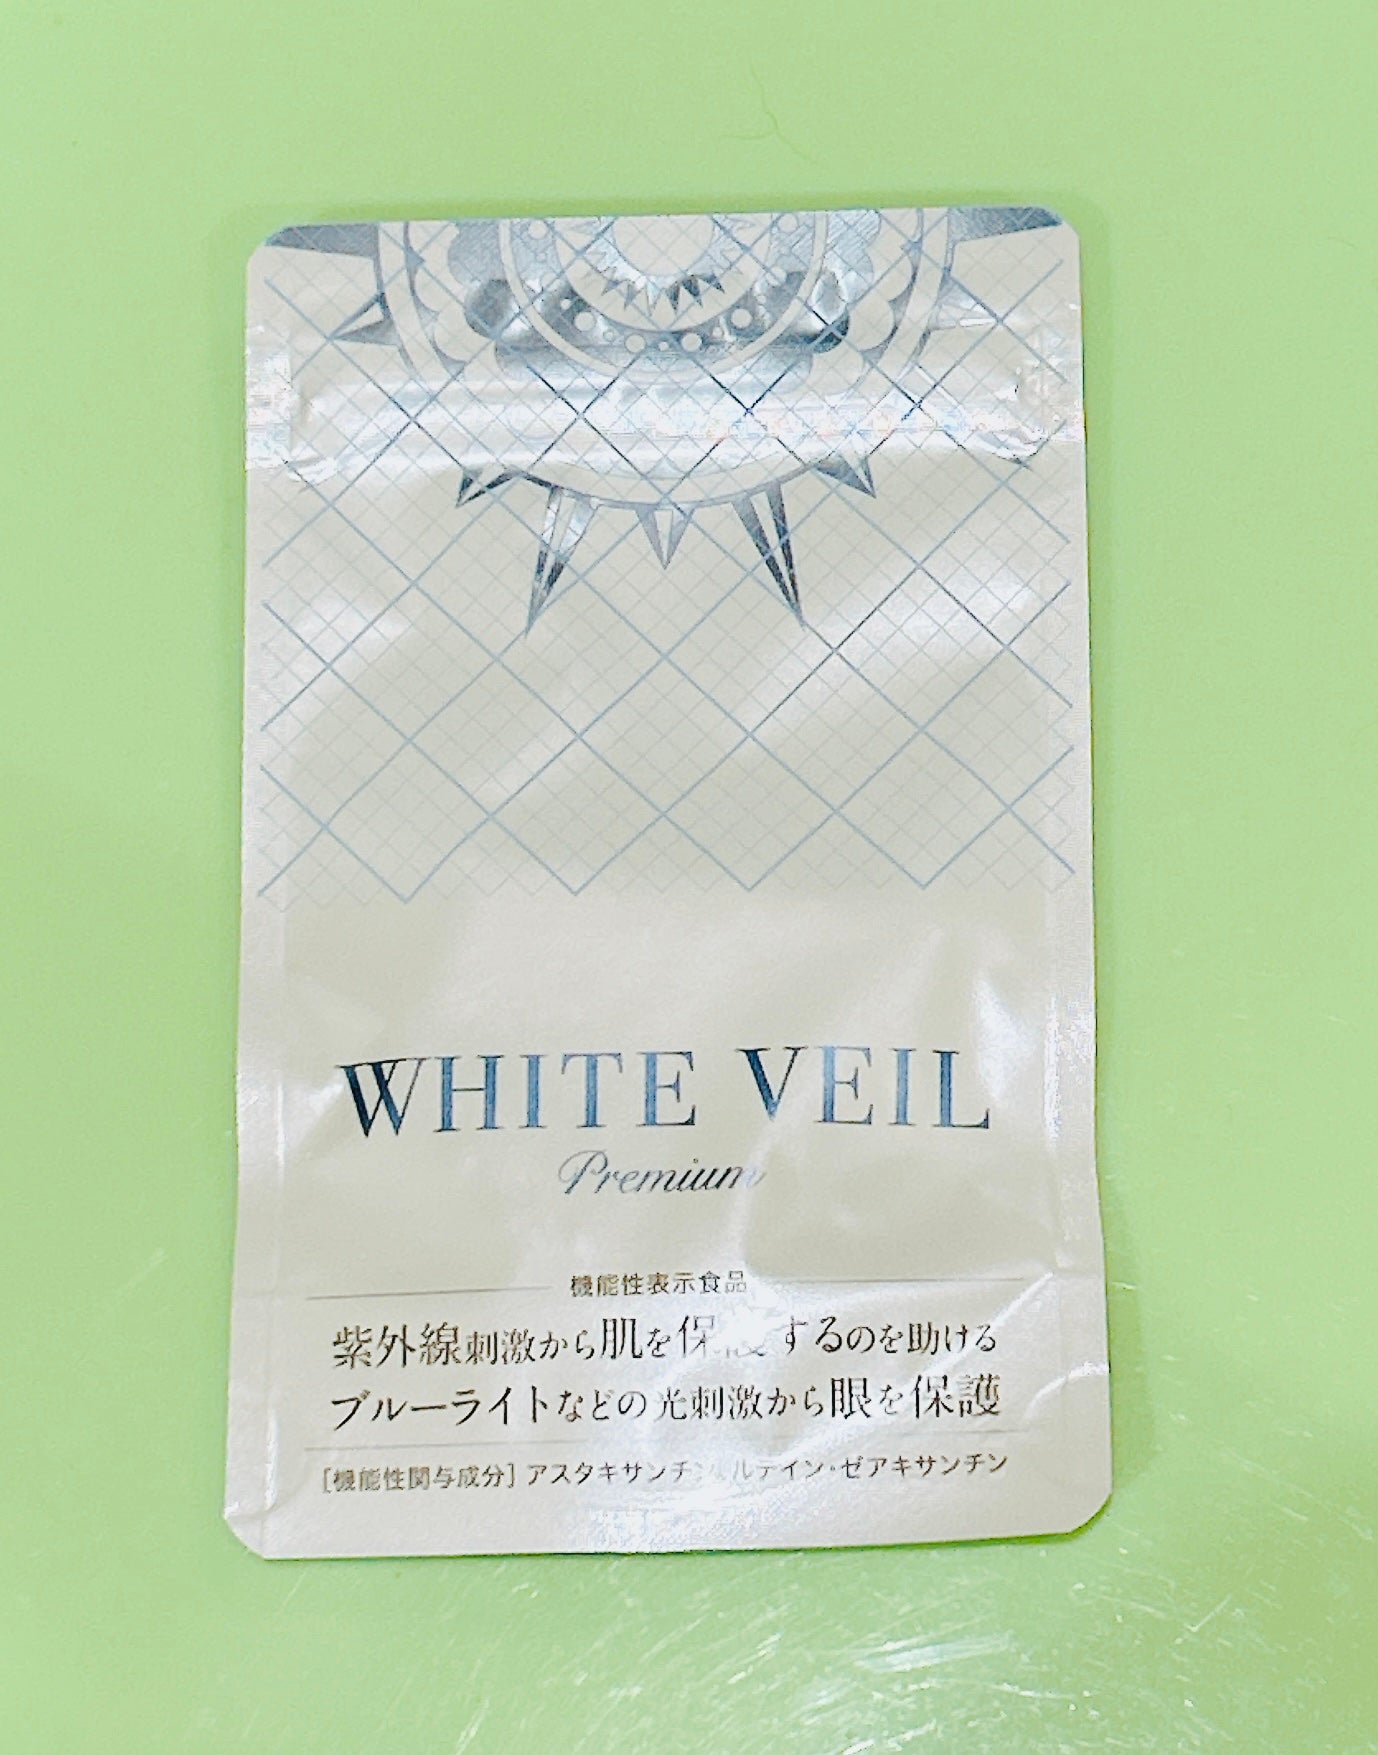 WHITE VEIL
Premium
機能性表示食品
紫外線刺激から肌を保護するのを助ける
ブルーライトなどの光刺激から眼を保護
[機能性関与成分] アスタキサンチン・ルテイン・ゼアキサンチン